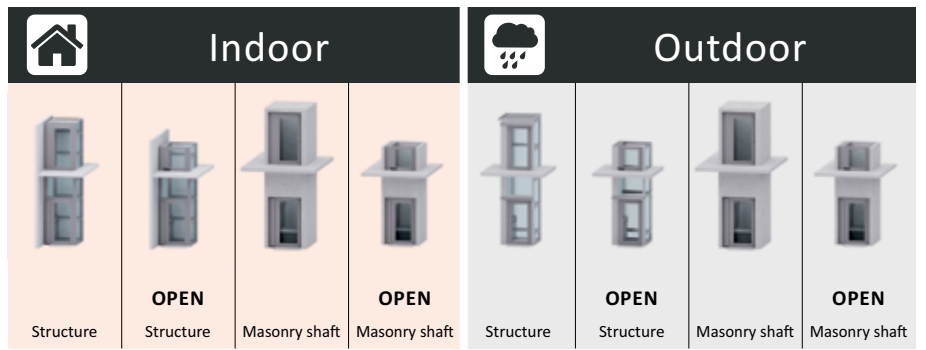 Indoor
Outdoor
Structure
OPEN
Structure
Masonry shaft
OPEN
Masonry shaft
Structure
OPEN
Structure
Masonry shaft
OPEN
Masonry shaft